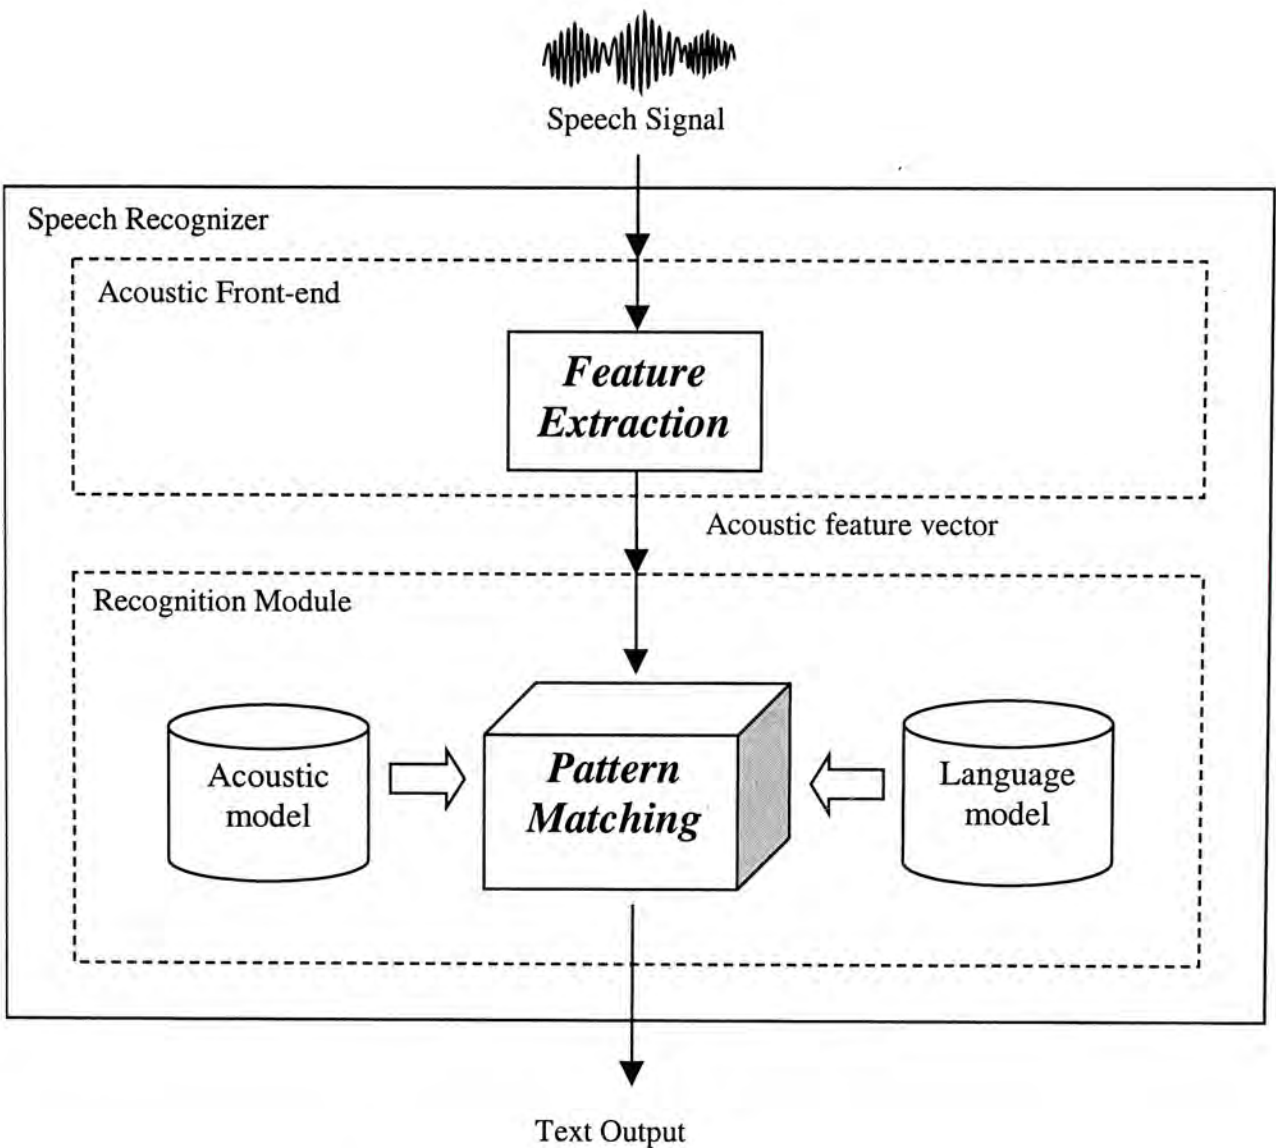 Speech Signal
Speech Recognizer
Acoustic Front-end
Feature
Extraction
Acoustic feature vector
Recognition Module
Acoustic
model
Pattern
Matching
Language
model
Text Output